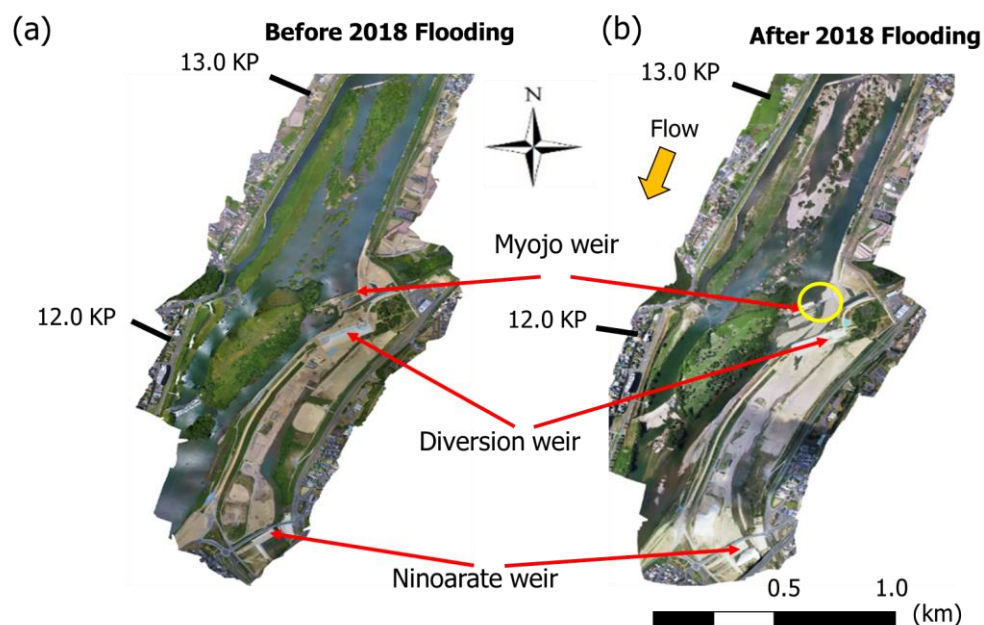 (a)
Before 2018 Flooding
(b)
After 2018 Flooding
13.0 KP
13.0 KP
N
Flow
Myojo weir
12.0 KP
12.0 KP
Diversion weir
Ninoarate weir
0.5
1.0
(km)